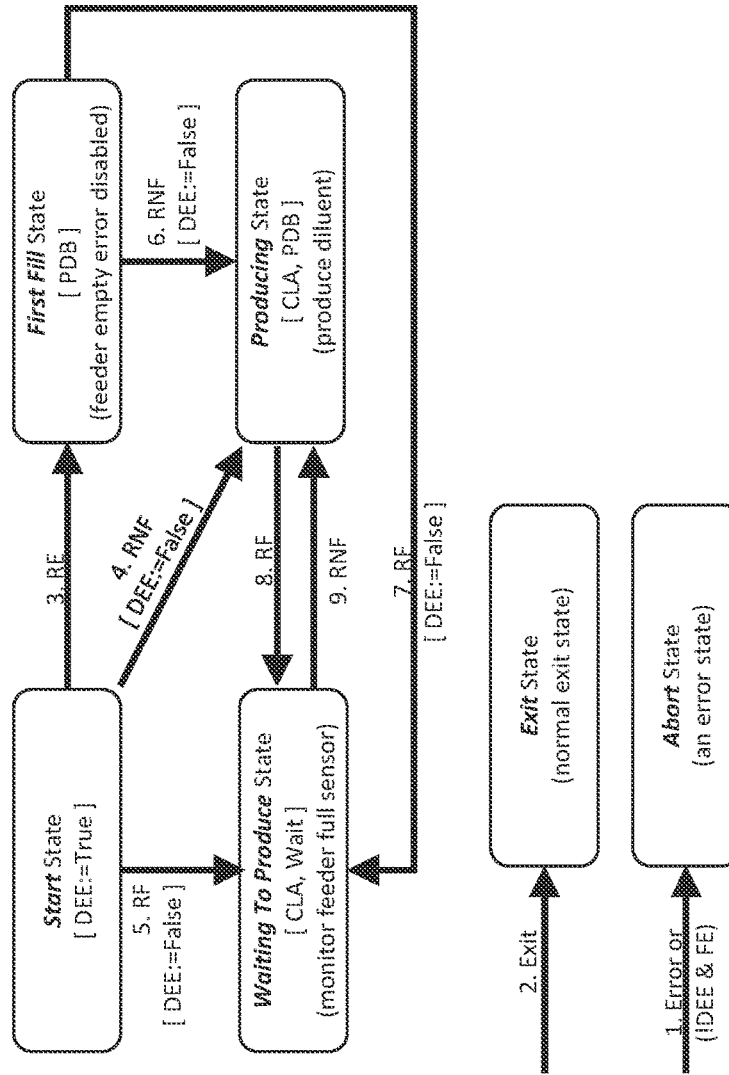 Start State
[ DEE:=True ]
3. RE
First Fill State
[ PDB ]
(feeder empty error disabled)
5. RF
[ DEE:=False ]
4. RNF
[ DEE:=False ]
6. RNF
[ DEE:=False ]
Waiting To Produce State
[ CLA, Wait ]
(monitor feeder full sensor)
8. RF
9. RNF
Producing State
[ CLA, PDB ]
(produce diluent)
7. RF
[ DEE:=False ]
2. Exit
Exit State
(normal exit state)
1. Error or
(!DEE & FE)
Abort State
(an error state)